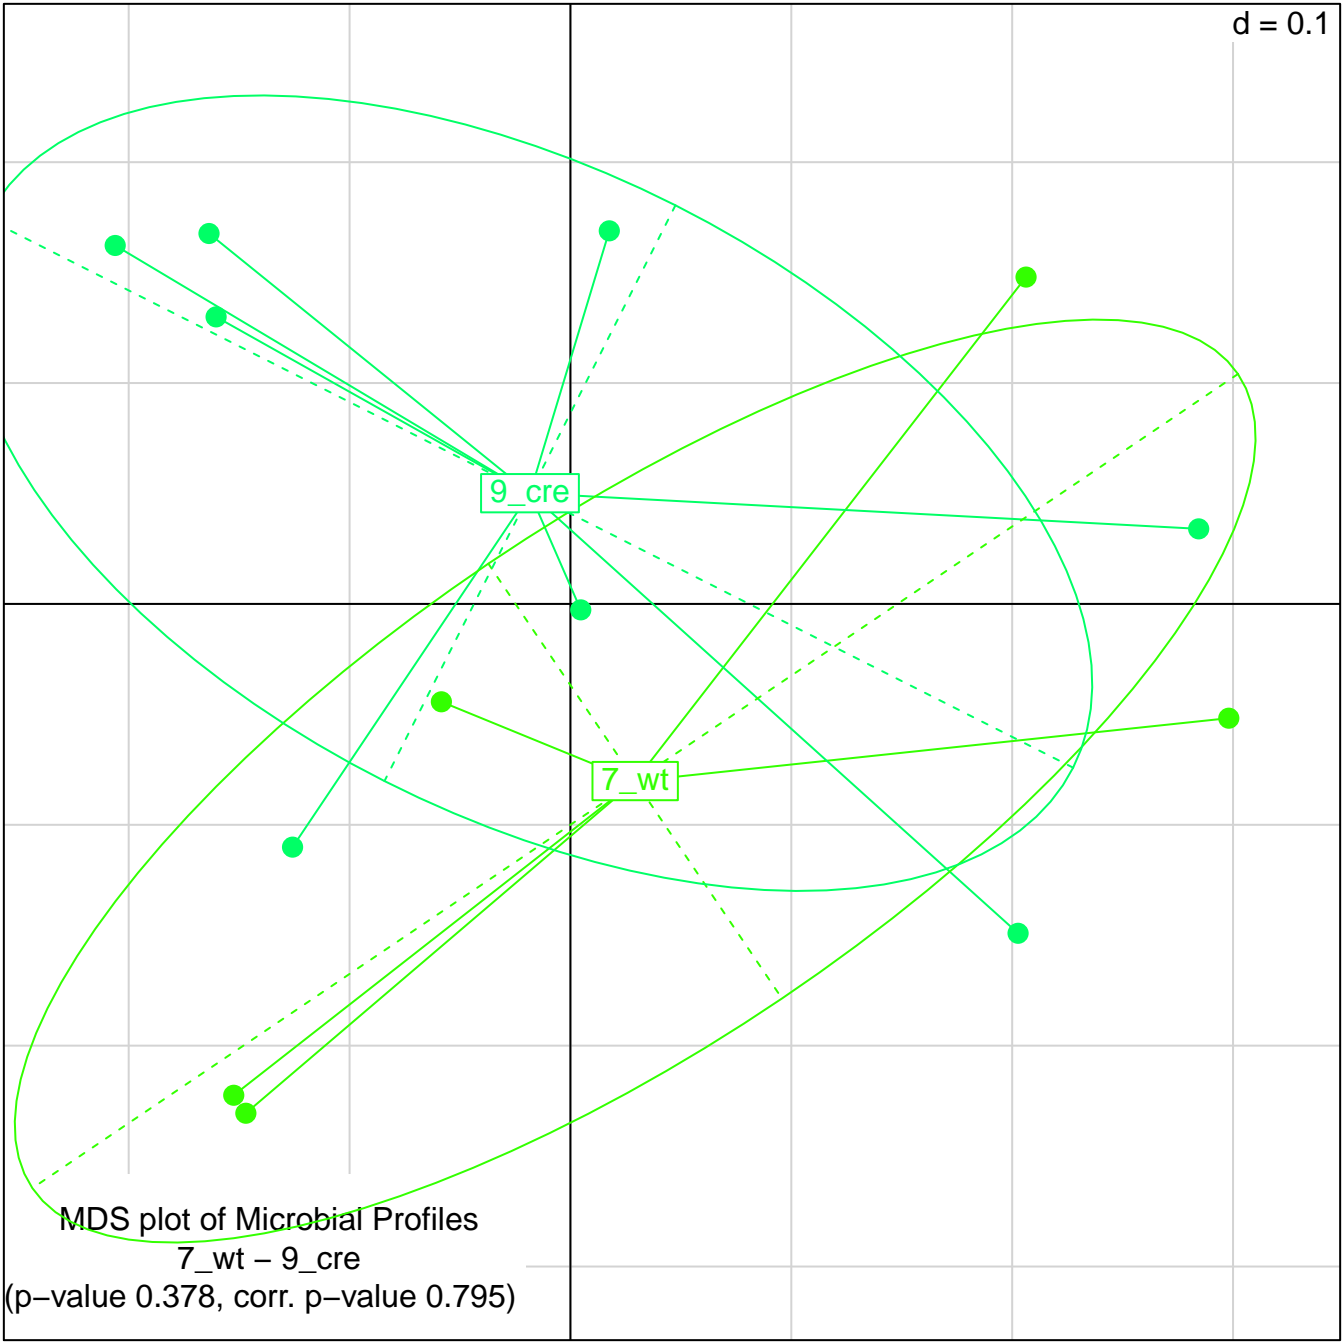 d = 0.1
9_cre
7_wt
MDS plot of Microbial Profiles
7_wt − 9_cre
(p−value 0.378, corr. p−value 0.795)